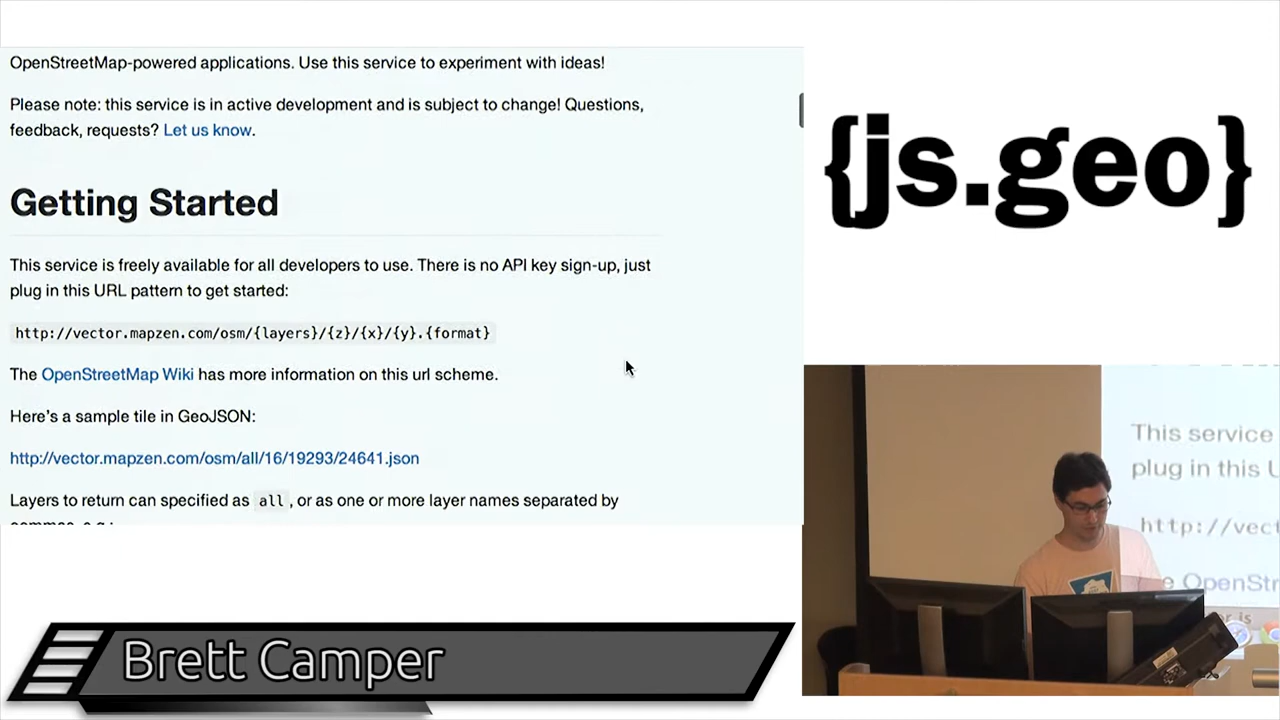 OpenStreetMap-powered applications. Use this service to experiment with ideas!
Please note: this service is in active development and is subject to change! Questions,
feedback, requests? Let us know.
Getting Started
This service is freely available for all developers to use. There is no API key sign-up, just
plug in this URL pattern to get started:
http://vector.mapzen.com/osm/{layers}/{z}/{x}/{y}.{format}
The OpenStreetMap Wiki has more information on this url scheme.
Here's a sample tile in GeoJSON:
http://vector.mapzen.com/osm/all/16/19293/24641.json
Layers to return can specified as all, or as one or more layer names separated by
{js.geo}
This service
plug in this U
http://vect
e OpenStr
Brett Camper